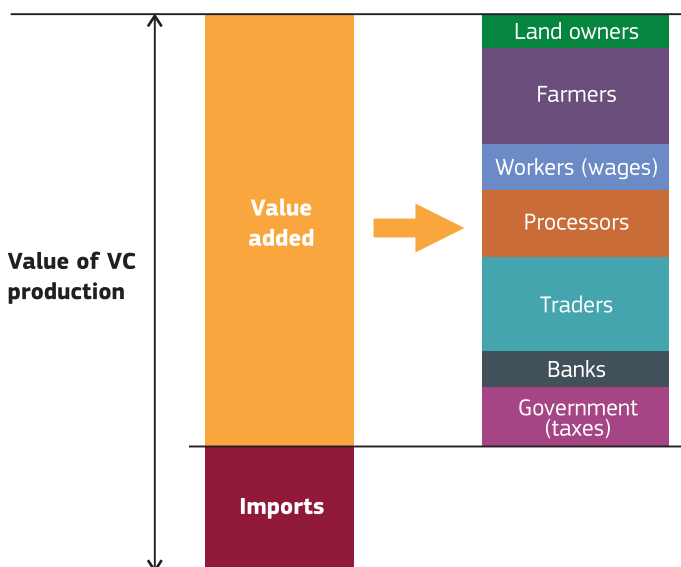 Value of VC
production
Value
added
Imports
Land owners
Farmers
Workers (wages)
Processors
Traders
Banks
Government
(taxes)